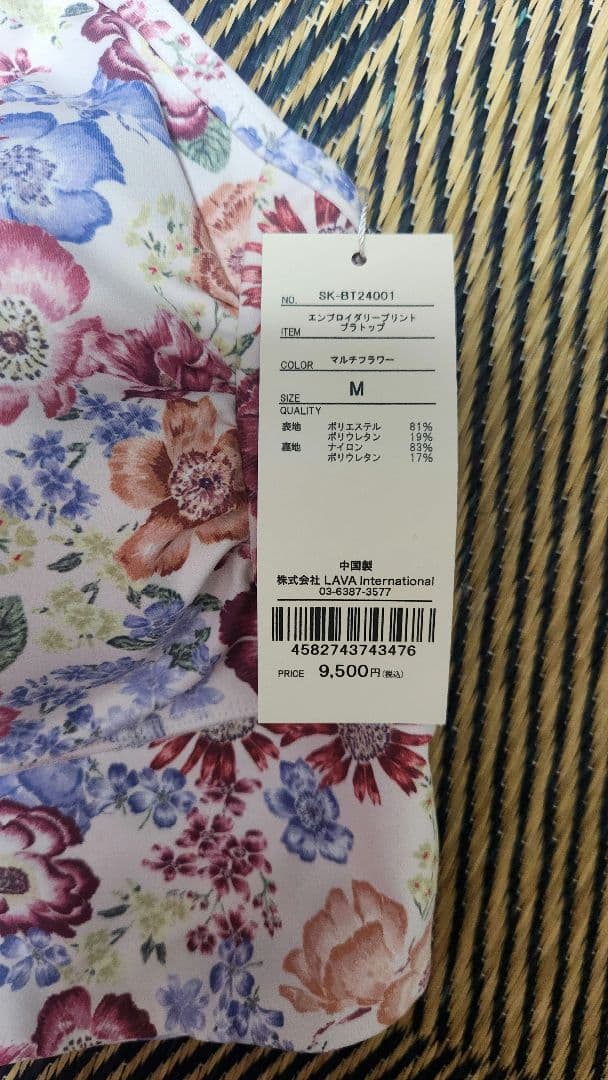 NO. SK-BT24001
ITEM エンブロイダリープリント
ブラトップ
COLOR マルチフラワー
SIZE M
QUALITY
表地 ポリエステル 81%
ポリウレタン 19%
裏地 ナイロン 83%
ポリウレタン 17%
中国製
株式会社 LAVA International
03-6387-3577
4582743743476
PRICE 9,500円(税込)